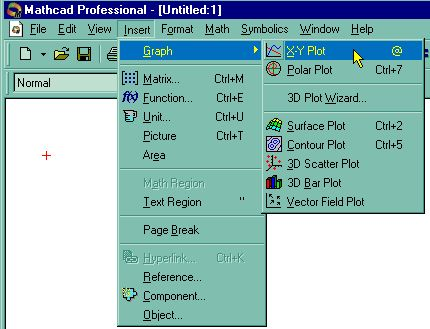 Mathcad Professional - [Untitled:1]
File Edit View Insert Format Math Symbolics Window Help
Normal
Graph
Matrix... Ctrl+M
Function... Ctrl+E
Unit... Ctrl+U
Picture Ctrl+T
Area
Math Region
Text Region "
Page Break
Hyperlink... Ctrl+K
Reference...
Component...
Object...
X-Y Plot @
Polar Plot Ctrl+7
3D Plot Wizard...
Surface Plot Ctrl+2
Contour Plot Ctrl+5
3D Scatter Plot
3D Bar Plot
Vector Field Plot